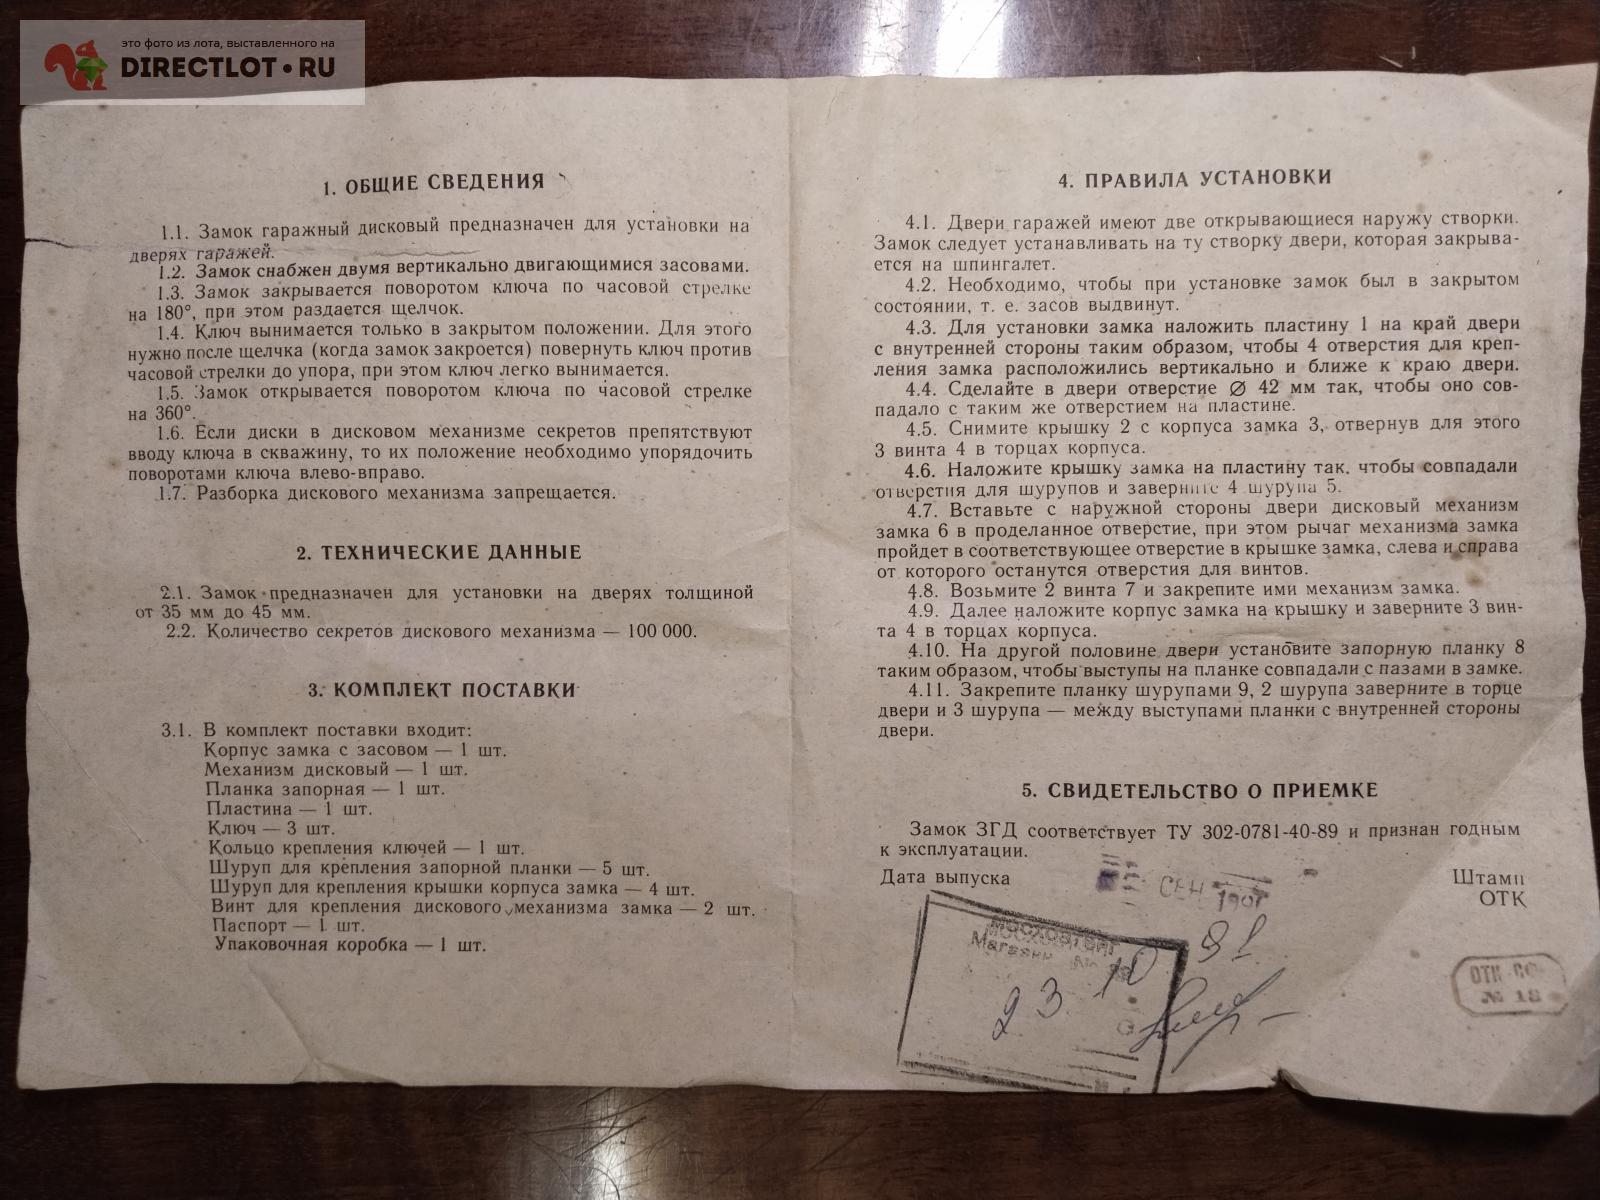 это фото из лота, выставленного на
DIRECTLOT•RU
1. ОБЩИЕ СВЕДЕНИЯ
1.1. Замок гаражный дисковый предназначен для установки на
дверях гаражей.
1.2. Замок снабжен двумя вертикально двигающимися засовами.
1.3. Замок закрывается поворотом ключа по часовой стрелке
на 180°, при этом раздается щелчок.
1.4. Ключ вынимается только в закрытом положении. Для этого
нужно после щелчка (когда замок закроется) повернуть ключ против
часовой стрелки до упора, при этом ключ легко вынимается.
1.5. Замок открывается поворотом ключа по часовой стрелке
на 360°.
1.6. Если диски в дисковом механизме секретов препятствуют
вводу ключа в скважину, то их положение необходимо упорядочить
поворотами ключа влево-вправо.
1.7. Разборка дискового механизма запрещается.
2. ТЕХНИЧЕСКИЕ ДАННЫЕ
2.1. Замок предназначен для установки на дверях толщиной
от 35 мм до 45 мм.
2.2. Количество секретов дискового механизма — 100 000.
3. КОМПЛЕКТ ПОСТАВКИ
3.1. В комплект поставки входит:
Корпус замка с засовом — 1 шт.
Механизм дисковый — 1 шт.
Планка запорная — 1 шт.
Пластина — 1 шт.
Ключ — 3 шт.
Кольцо крепления ключей — 1 шт.
Шуруп для крепления запорной планки — 5 шт.
Шуруп для крепления крышки корпуса замка — 4 шт.
Винт для крепления дискового механизма замка — 2 шт.
Паспорт — 1 шт.
Упаковочная коробка — 1 шт.
4. ПРАВИЛА УСТАНОВКИ
4.1. Двери гаражей имеют две открывающиеся наружу створки.
Замок следует устанавливать на ту створку двери, которая закрыва-
ется на шпингалет.
4.2. Необходимо, чтобы при установке замок был в закрытом
состоянии, т. е. засов выдвинут.
4.3. Для установки замка наложить пластину 1 на край двери
с внутренней стороны таким образом, чтобы 4 отверстия для креп-
ления замка расположились вертикально и ближе к краю двери.
4.4. Сделайте в двери отверстие ∅ 42 мм так, чтобы оно сов-
падало с таким же отверстием на пластине.
4.5. Снимите крышку 2 с корпуса замка 3, отвернув для этого
3 винта 4 в торцах корпуса.
4.6. Наложите крышку замка на пластину так, чтобы совпадали
отверстия для шурупов и заверните 4 шурупа 5.
4.7. Вставьте с наружной стороны двери дисковый механизм
замка 6 в проделанное отверстие, при этом рычаг механизма замка
пройдет в соответствующее отверстие в крышке замка, слева и справа
от которого останутся отверстия для винтов.
4.8. Возьмите 2 винта 7 и закрепите ими механизм замка.
4.9. Далее наложите корпус замка на крышку и заверните 3 вин-
та 4 в торцах корпуса.
4.10. На другой половине двери установите запорную планку 8
таким образом, чтобы выступы на планке совпадали с пазами в замке.
4.11. Закрепите планку шурупами 9, 2 шурупа заверните в торце
двери и 3 шурупа — между выступами планки с внутренней стороны
двери.
5. СВИДЕТЕЛЬСТВО О ПРИЕМКЕ
Замок ЗГД соответствует ТУ 302-0781-40-89 и признан годным
к эксплуатации.
Дата выпуска
СЕН
Штамп
ОТК
Магазин
23 10 91
ОТК
№ 18